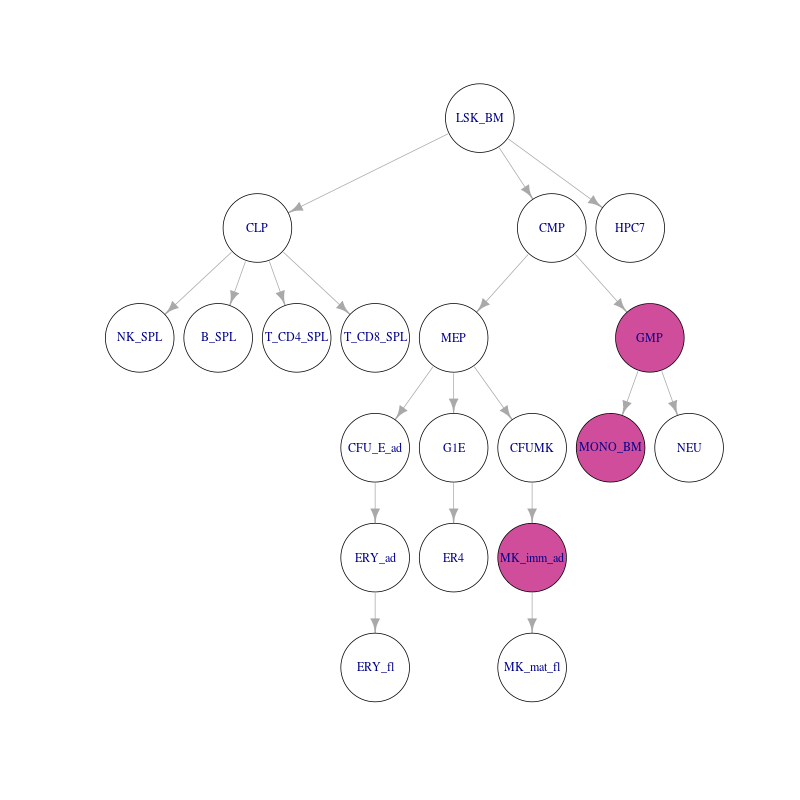 LSK_BM
CLP
CMP
HPC7
NK_SPL
B_SPL
T_CD4_SPL
T_CD8_SPL
MEP
GMP
CFU_E_ad
G1E
CFUMK
MONO_BM
NEU
ERY_ad
ER4
MK_imm_ad
ERY_fl
MK_mat_fl